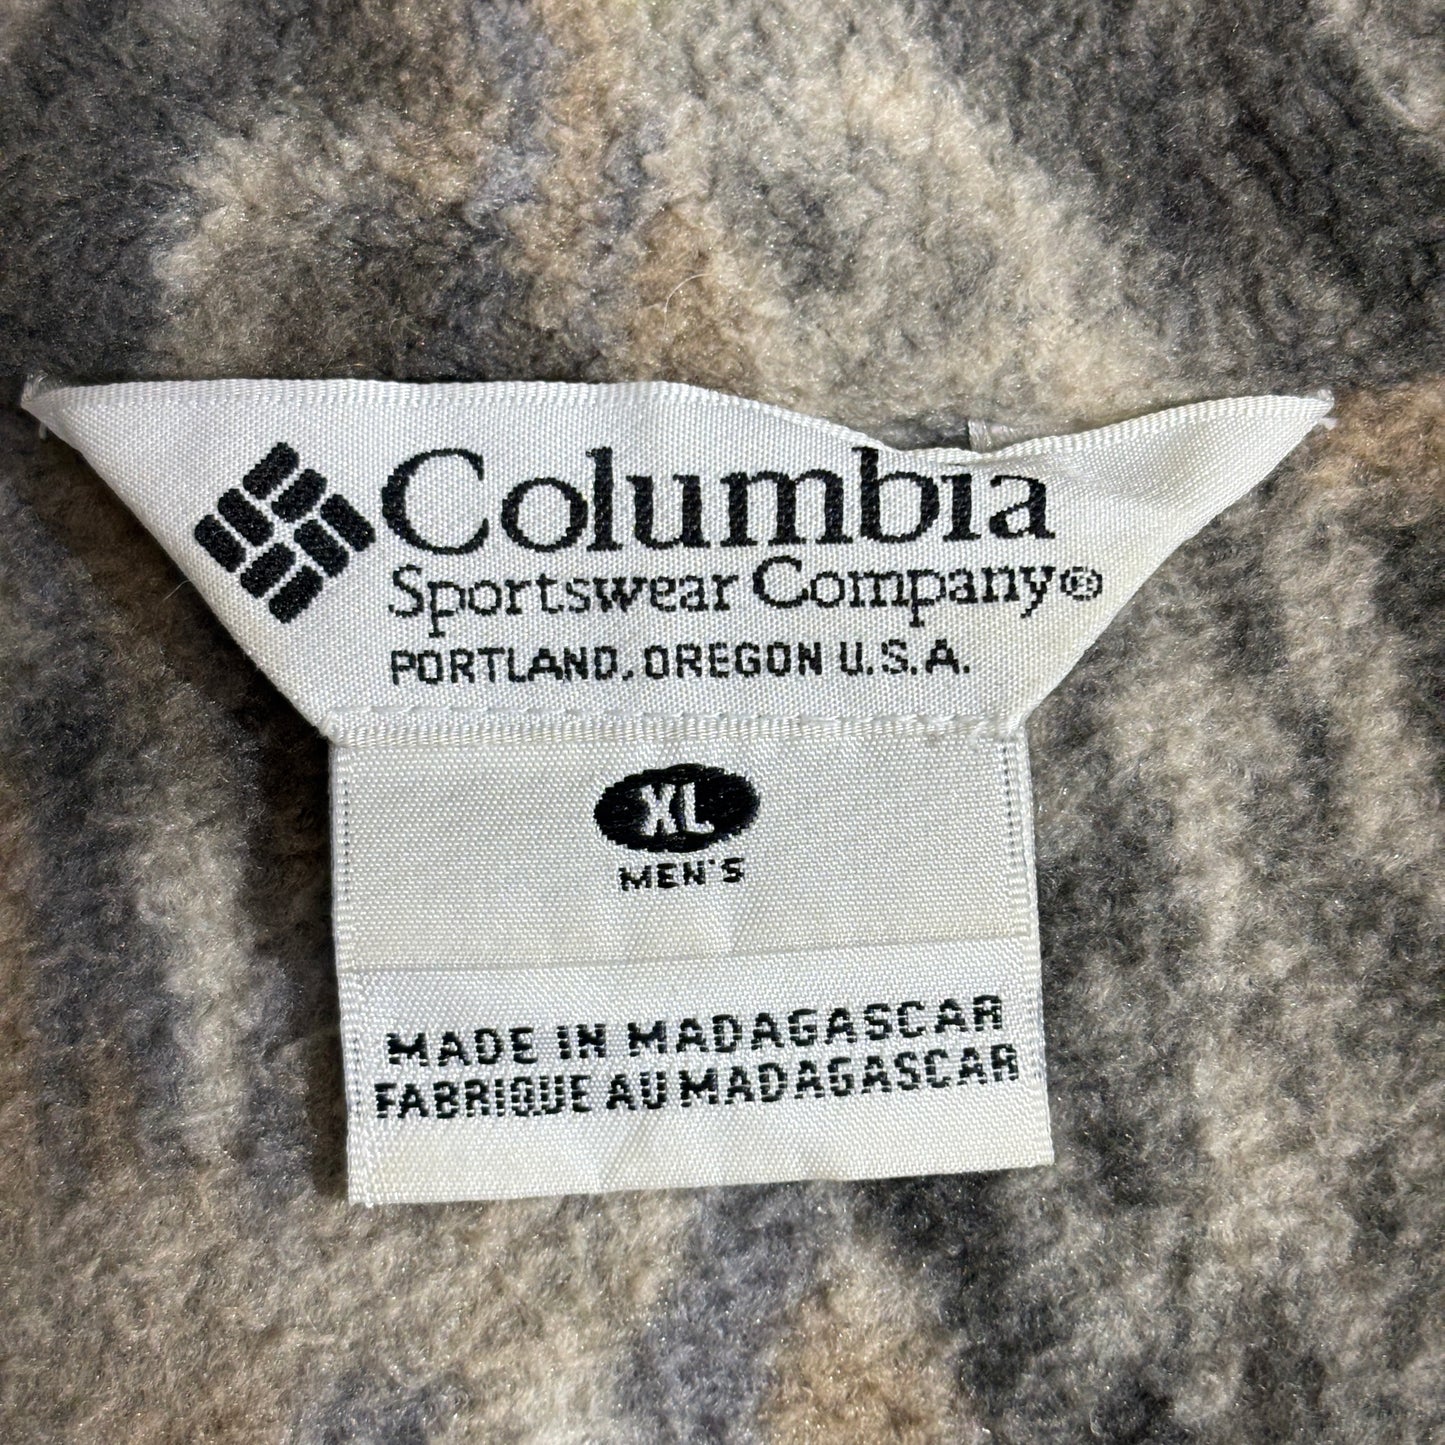 Columbia
Sportswear Company®
PORTLAND, OREGON U.S.A.
XL
MEN'S
MADE IN MADAGASCAR
FABRIQUE AU MADAGASCAR